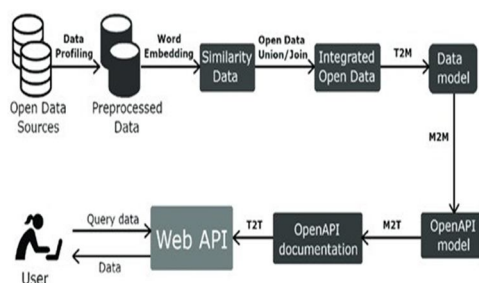 Data
Profiling
Word
Embedding
Open Data
Union/Join
T2M
Similarity
Data
Integrated
Open Data
Data
model
Open Data
Sources
Preprocessed
Data
M2M
Query data
Data
User
Web API
T2T
OpenAPI
documentation
M2T
OpenAPI
model